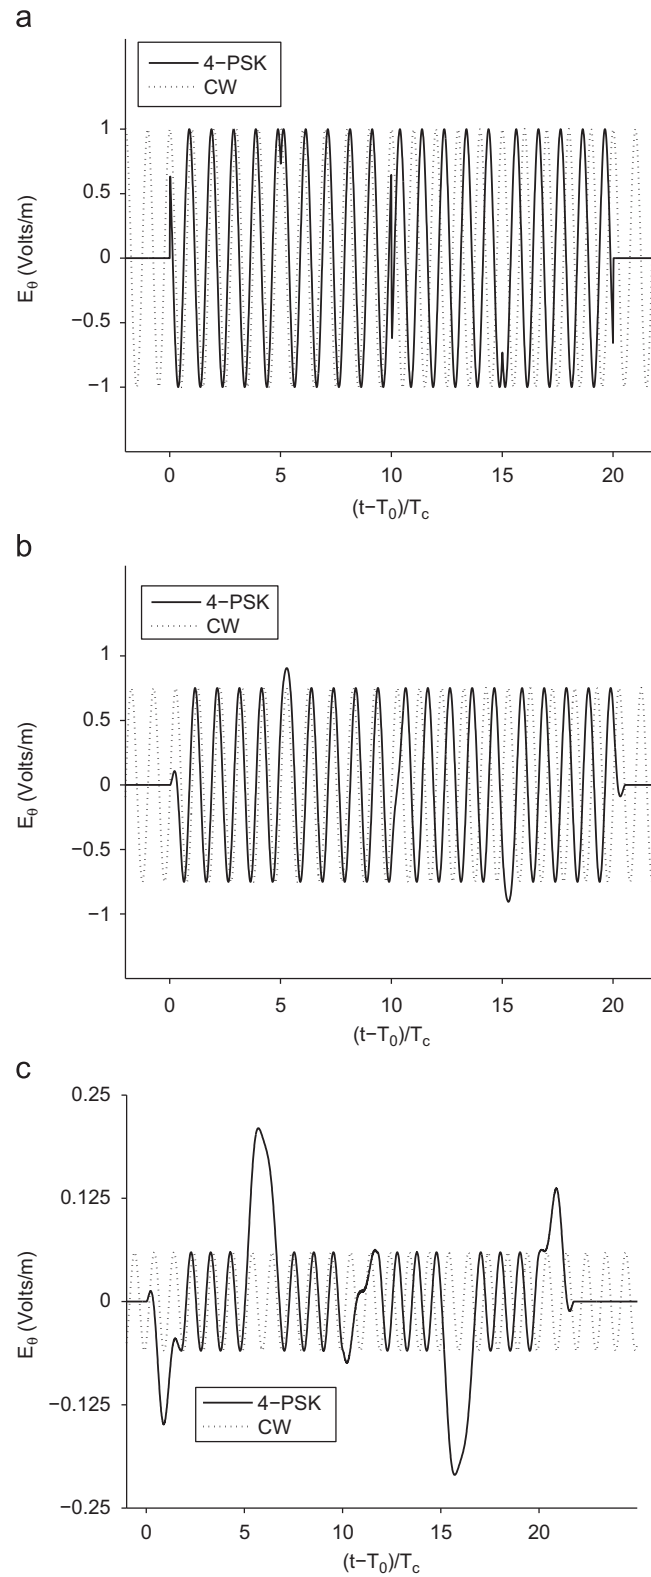 a
4−PSK
CW
1
0.5
0
−0.5
−1
E_θ (Volts/m)
0 5 10 15 20
(t−T_0)/T_c
b
4−PSK
CW
1
0.5
0
−0.5
−1
E_θ (Volts/m)
0 5 10 15 20
(t−T_0)/T_c
c
0.25
0.125
0
−0.125
−0.25
E_θ (Volts/m)
4−PSK
CW
0 5 10 15 20
(t−T_0)/T_c